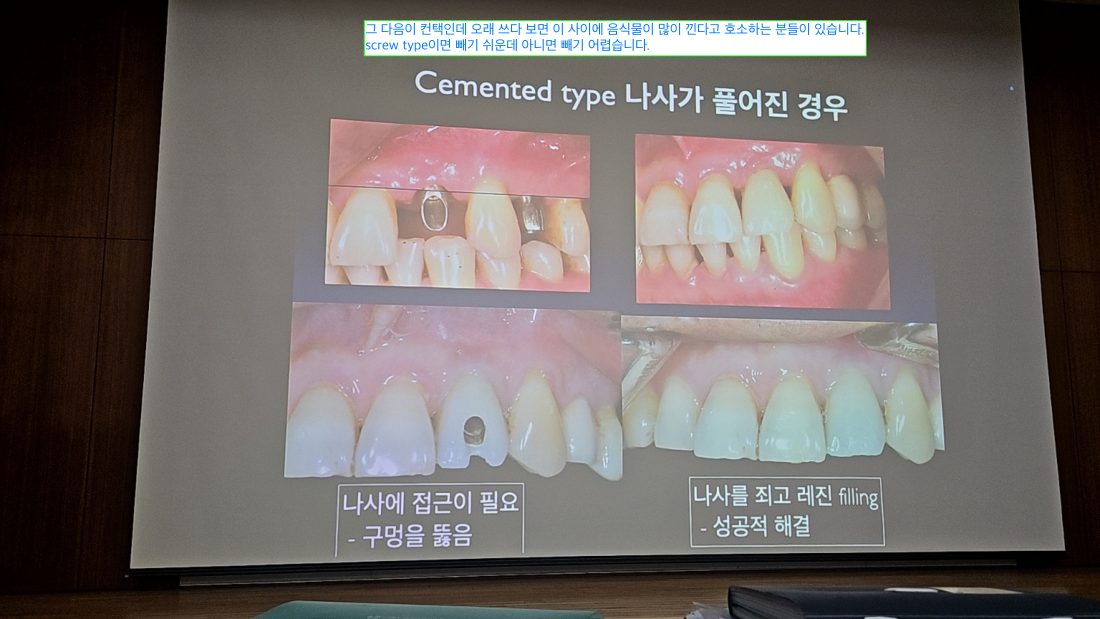 그 다음이 컨택인데 오래 쓰다 보면 이 사이에 음식물이 많이 낀다고 호소하는 분들이 있습니다.
screw type이면 빼기 쉬운데 아니면 빼기 어렵습니다.
Cemented type 나사가 풀어진 경우
나사에 접근이 필요
- 구멍을 뚫음
나사를 죄고 레진 filling
- 성공적 해결